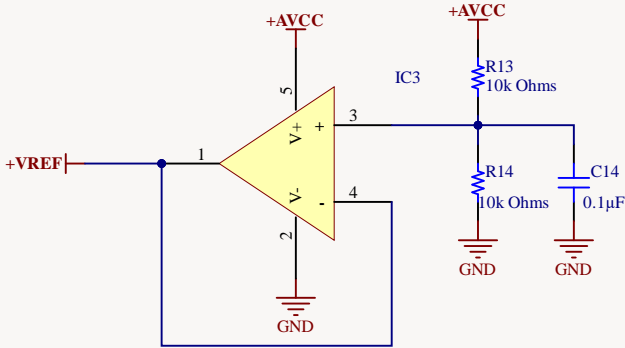 +AVCC
+AVCC
R13
10k Ohms
IC3
5
V+
+
3
+VREF
1
R14
10k Ohms
C14
0.1µF
V-
-
4
2
GND
GND
GND